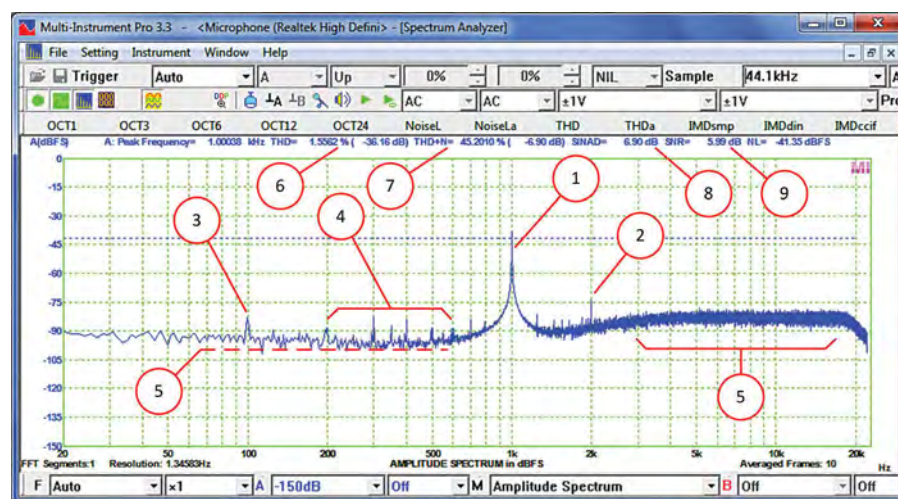 Multi-Instrument Pro 3.3 - <Microphone (Realtek High Defini> - [Spectrum Analyzer]
File Setting Instrument Window Help
Trigger Auto A Up 0% 0% NIL Sample 44.1kHz A
AC AC ±1V ±1V Pro
OCT1 OCT3 OCT6 OCT12 OCT24 NoiseL NoiseLa THD THDa IMDsmp IMDdin IMDccif
A(dBFS) A: Peak Frequency= 1.00038 kHz THD= 1.5562 % ( -36.16 dB) THD+N= 45.2010 % ( -6.90 dB) SINAD= 6.90 dB SNR= 5.99 dB NL= -41.35 dBFS
0
MI
6
7
1
8
9
-15
-30
3
4
2
-45
-60
-75
-90
-105
5
5
-120
-135
-150
20 50 100 200 500 1k 2k 5k 10k 20k
FFT Segments:1 Resolution: 1.34583Hz AMPLITUDE SPECTRUM in dBFS Averaged Frames: 10 Hz
F Auto ×1 A -150dB Off M Amplitude Spectrum B Off Off